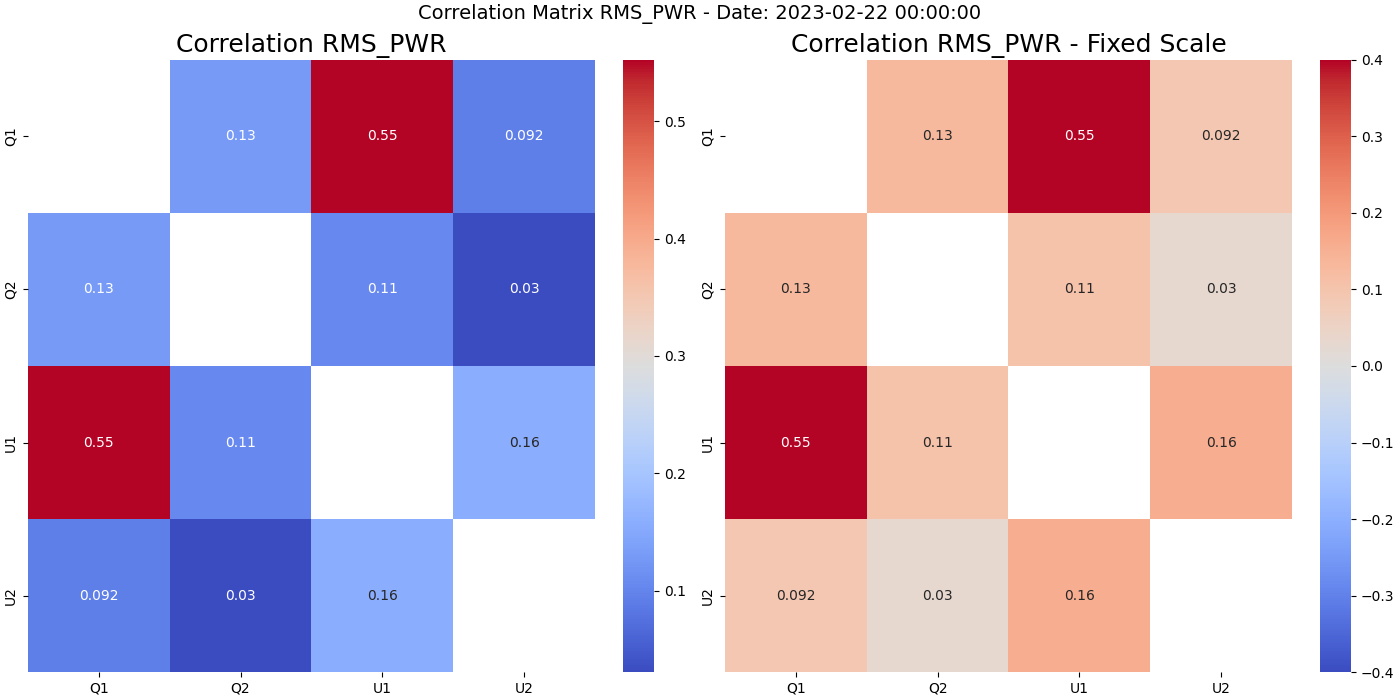 Correlation Matrix RMS_PWR - Date: 2023-02-22 00:00:00
Correlation RMS_PWR
Q1
0.13
0.55
0.092
Q2
0.13
0.11
0.03
U1
0.55
0.11
0.16
U2
0.092
0.03
0.16
Q1
Q2
U1
U2
0.5
0.4
0.3
0.2
0.1
Correlation RMS_PWR - Fixed Scale
Q1
0.13
0.55
0.092
Q2
0.13
0.11
0.03
U1
0.55
0.11
0.16
U2
0.092
0.03
0.16
Q1
Q2
U1
U2
0.4
0.3
0.2
0.1
0.0
−0.1
−0.2
−0.3
−0.4